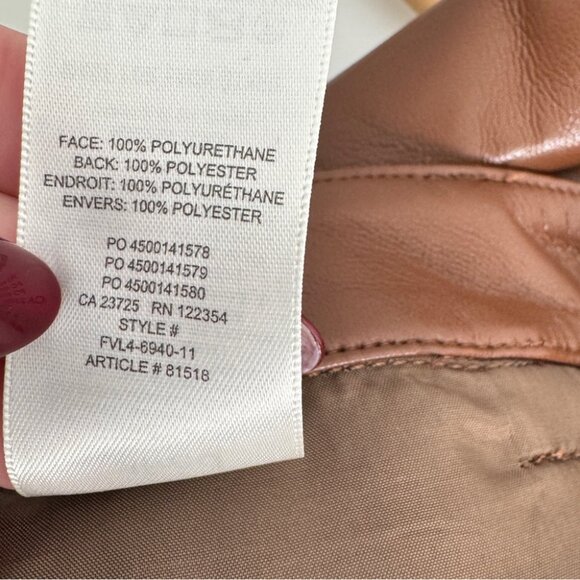 FACE: 100% POLYURETHANE
BACK: 100% POLYESTER
ENDROIT: 100% POLYURÉTHANE
ENVERS: 100% POLYESTER
PO 4500141578
PO 4500141579
PO 4500141580
CA 23725 RN 122354
STYLE #
FVL4-6940-11
ARTICLE # 81518